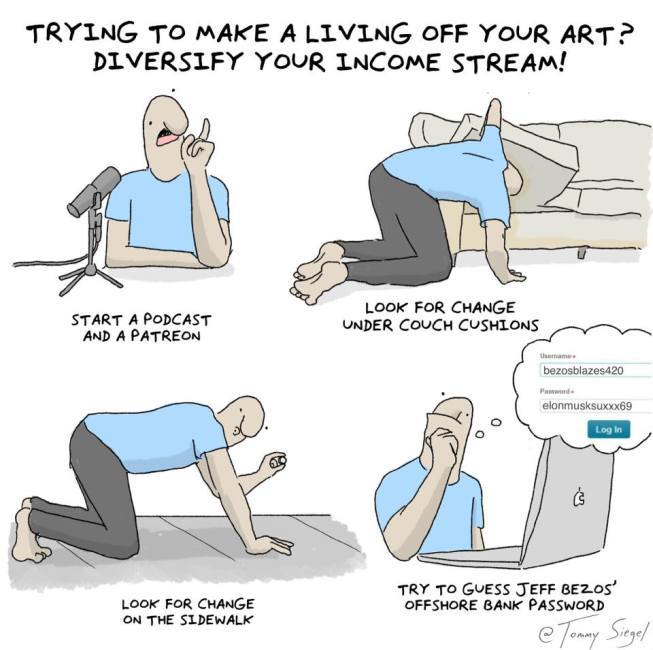 TRYING TO MAKE A LIVING OFF YOUR ART?
DIVERSIFY YOUR INCOME STREAM!
START A PODCAST
AND A PATREON
LOOK FOR CHANGE
UNDER COUCH CUSHIONS
Username*
bezosblazes420
Password*
elonmusksuxxx69
Log In
LOOK FOR CHANGE
ON THE SIDEWALK
TRY TO GUESS JEFF BEZOS'
OFFSHORE BANK PASSWORD
@Tommy Siegel